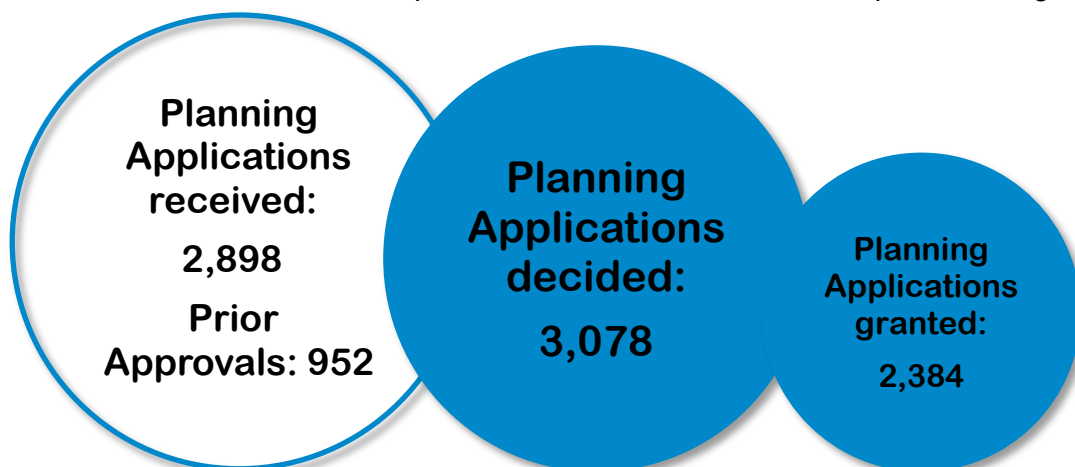 Planning
Applications
received:
2,898
Prior
Approvals: 952
Planning
Applications
decided:
3,078
Planning
Applications
granted:
2,384